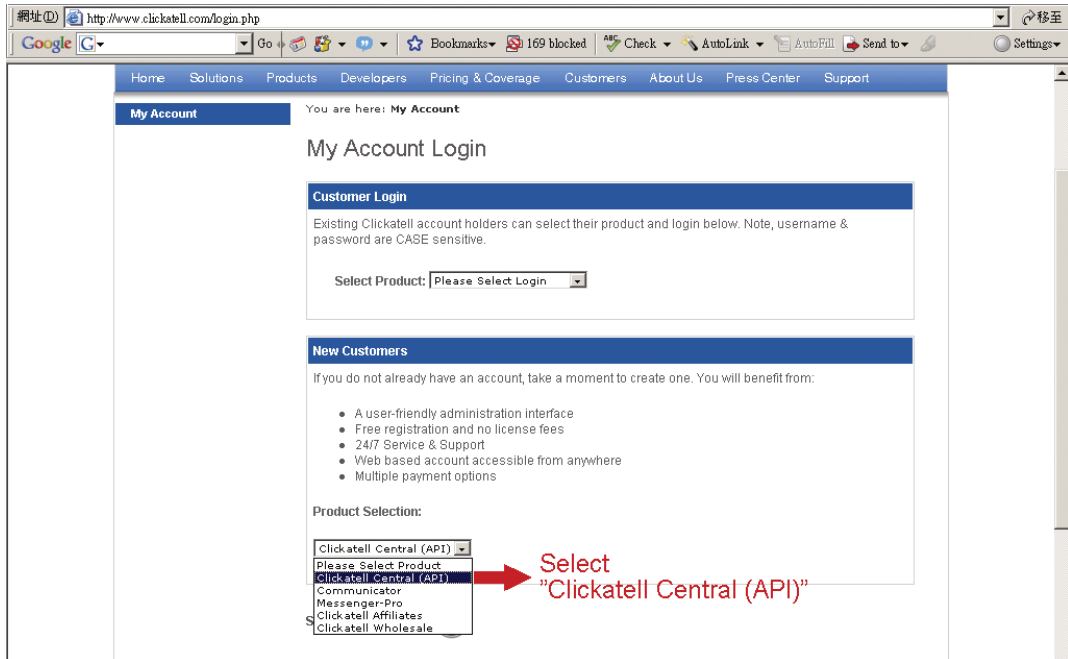 網址(D) http://www.clickatell.com/login.php 移至
Google G Go Bookmarks 169 blocked ABC Check AutoLink AutoFill Send to Settings
Home Solutions Products Developers Pricing & Coverage Customers About Us Press Center Support
My Account
You are here: My Account
My Account Login
Customer Login
Existing Clickatell account holders can select their product and login below. Note, username &
password are CASE sensitive.
Select Product: Please Select Login
New Customers
If you do not already have an account, take a moment to create one. You will benefit from:
• A user-friendly administration interface
• Free registration and no license fees
• 24/7 Service & Support
• Web based account accessible from anywhere
• Multiple payment options
Product Selection:
Clickatell Central (API)
Please Select Product
Clickatell Central (API)
Communicator
Messenger-Pro
Clickatell Affiliates
Clickatell Wholesale
Select
"Clickatell Central (API)"